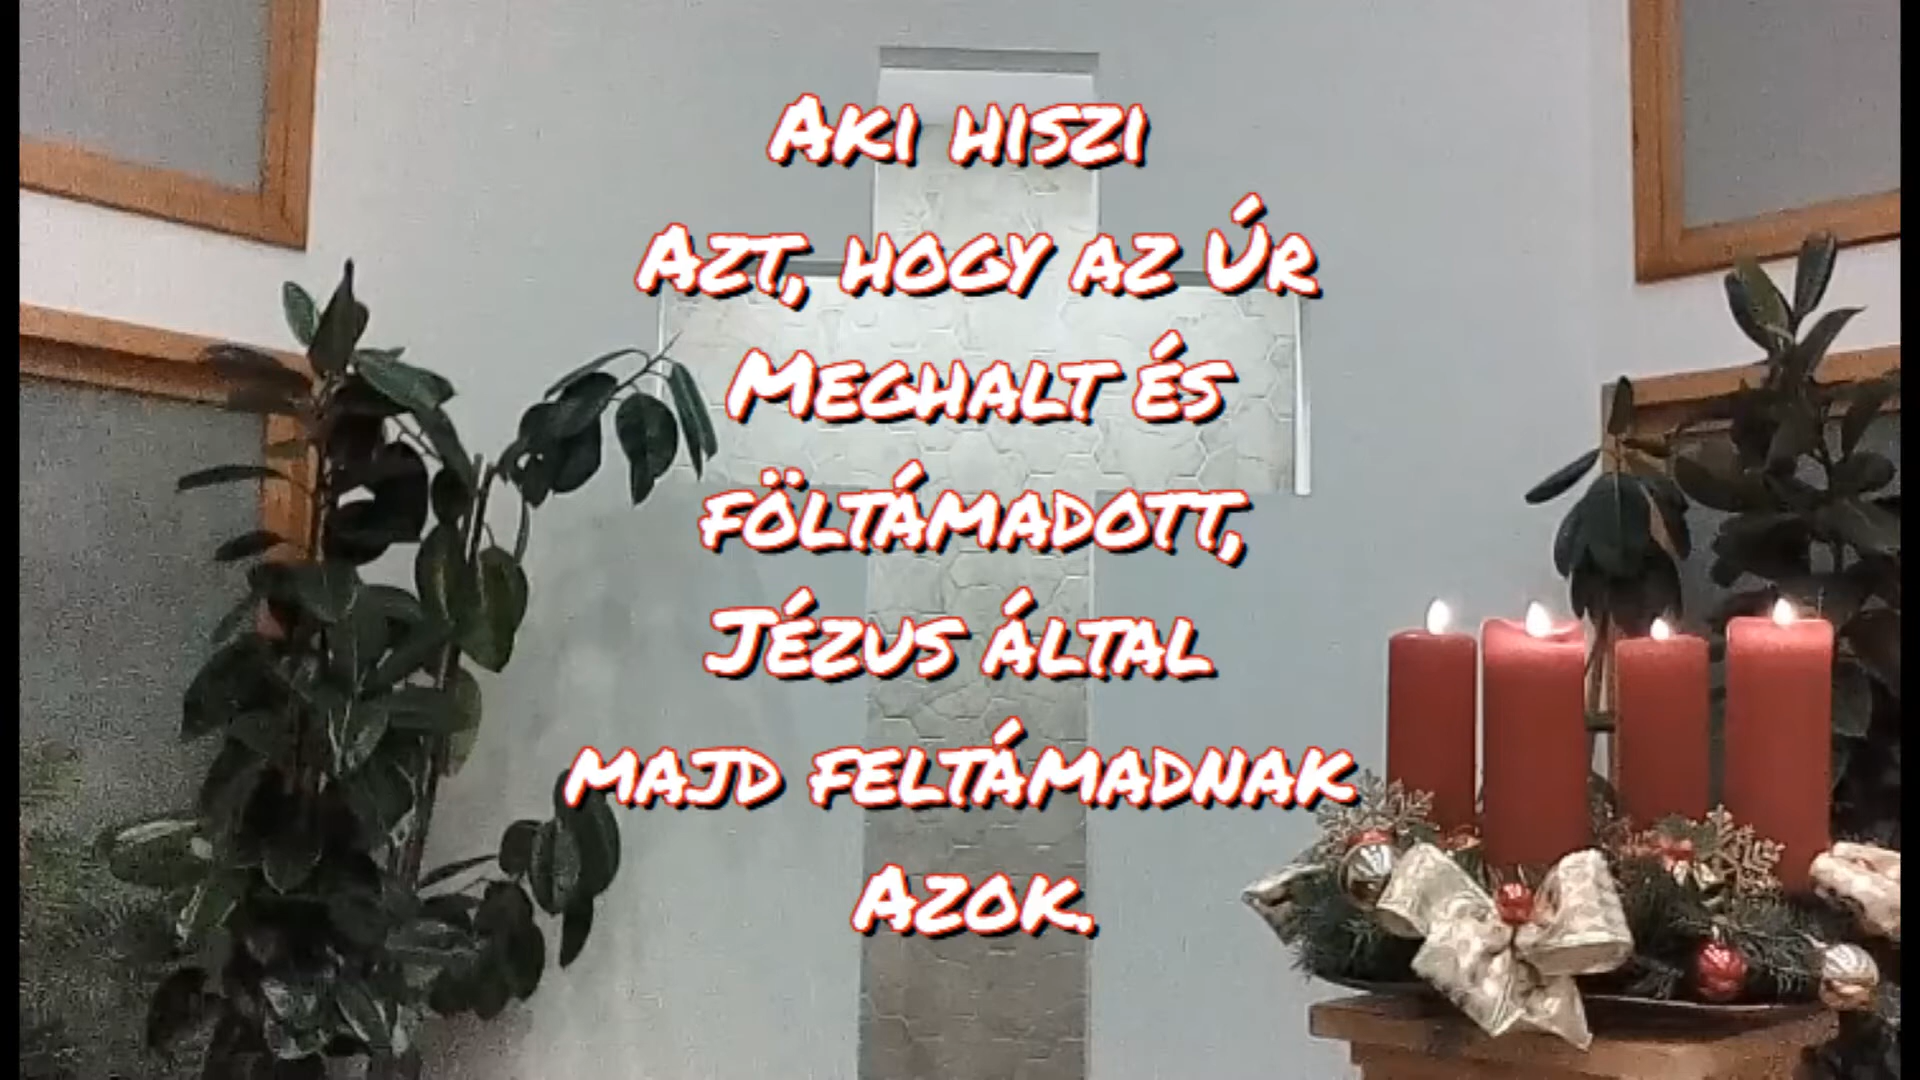 Aki hiszi
Azt, hogy az Úr
Meghalt és
föltámadott,
Jézus által
majd feltámadnak
Azok.